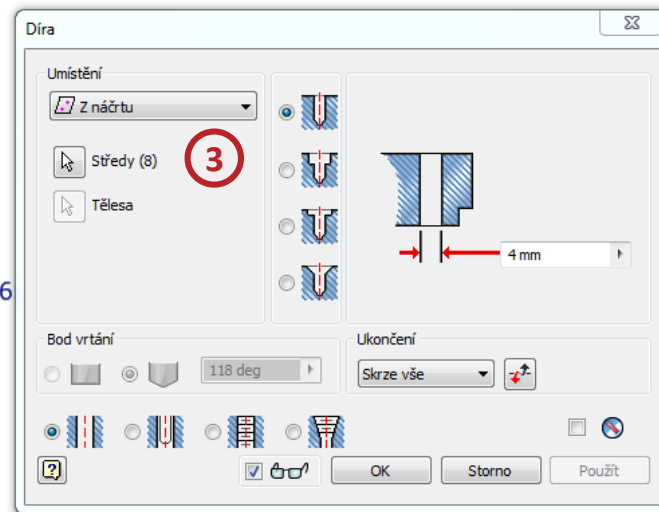 Díra
Umístění
Z náčrtu
Středy (8)
3
Tělesa
4 mm
6
Bod vrtání
118 deg
Ukončení
Skrze vše
OK
Storno
Použít